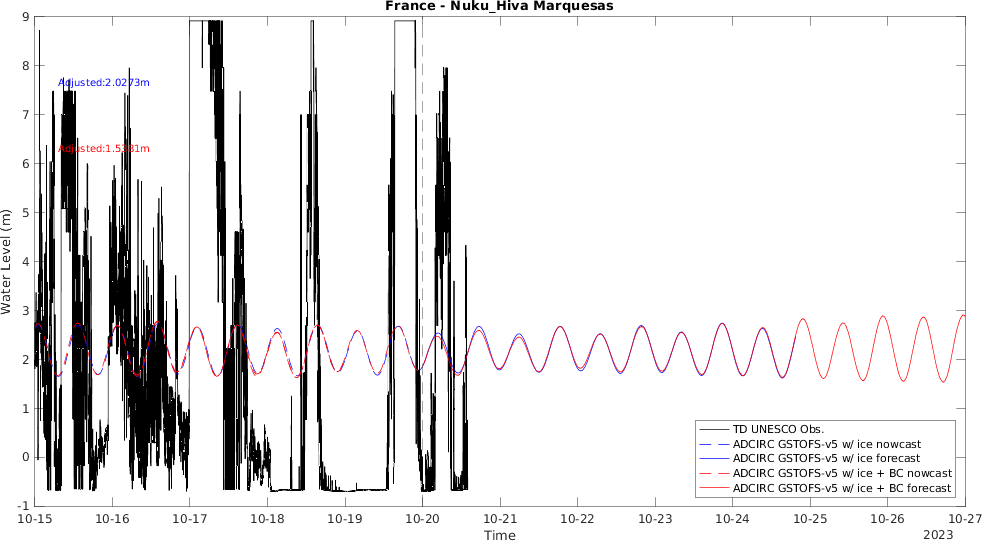 France - Nuku_Hiva Marquesas
9
8
7
6
5
4
3
2
1
0
-1
Water Level (m)
Adjusted:2.0273m
Adjusted:1.5381m
TD UNESCO Obs.
ADCIRC GSTOFS-v5 w/ ice nowcast
ADCIRC GSTOFS-v5 w/ ice forecast
ADCIRC GSTOFS-v5 w/ ice + BC nowcast
ADCIRC GSTOFS-v5 w/ ice + BC forecast
10-15 10-16 10-17 10-18 10-19 10-20 10-21 10-22 10-23 10-24 10-25 10-26 10-27
Time
2023